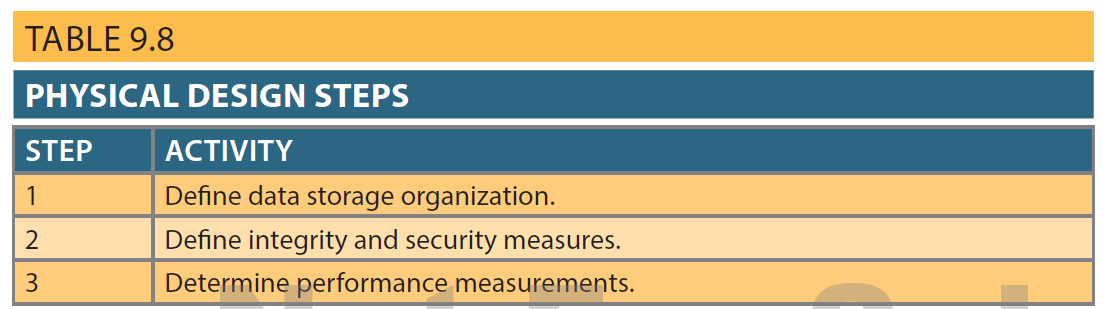 TABLE 9.8
PHYSICAL DESIGN STEPS
STEP ACTIVITY
1 Define data storage organization.
2 Define integrity and security measures.
3 Determine performance measurements.